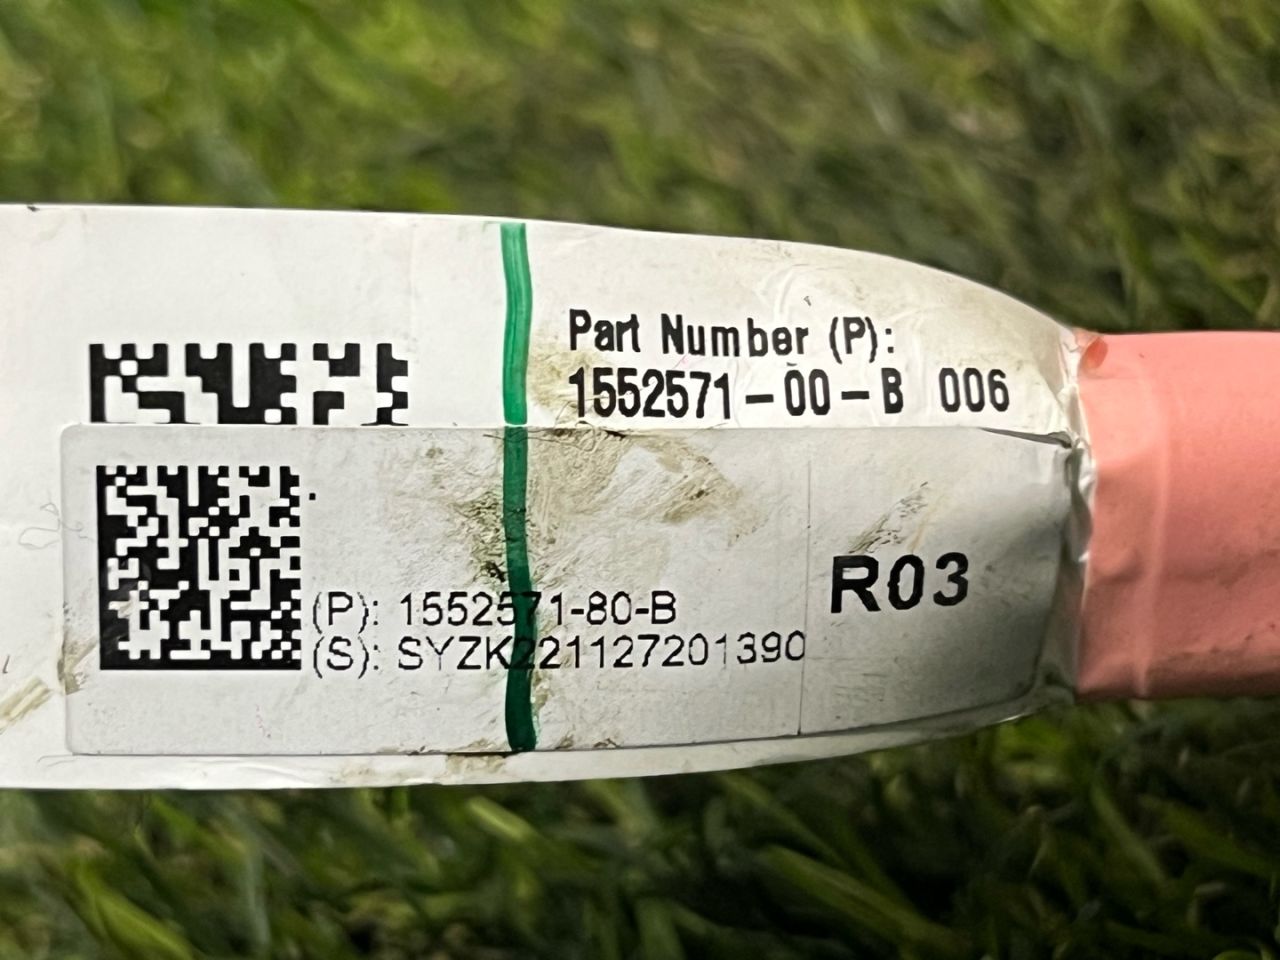 Part Number (P):
1552571-00-B 006
R03
(P): 1552571-80-B
(S): SYZK221127201390